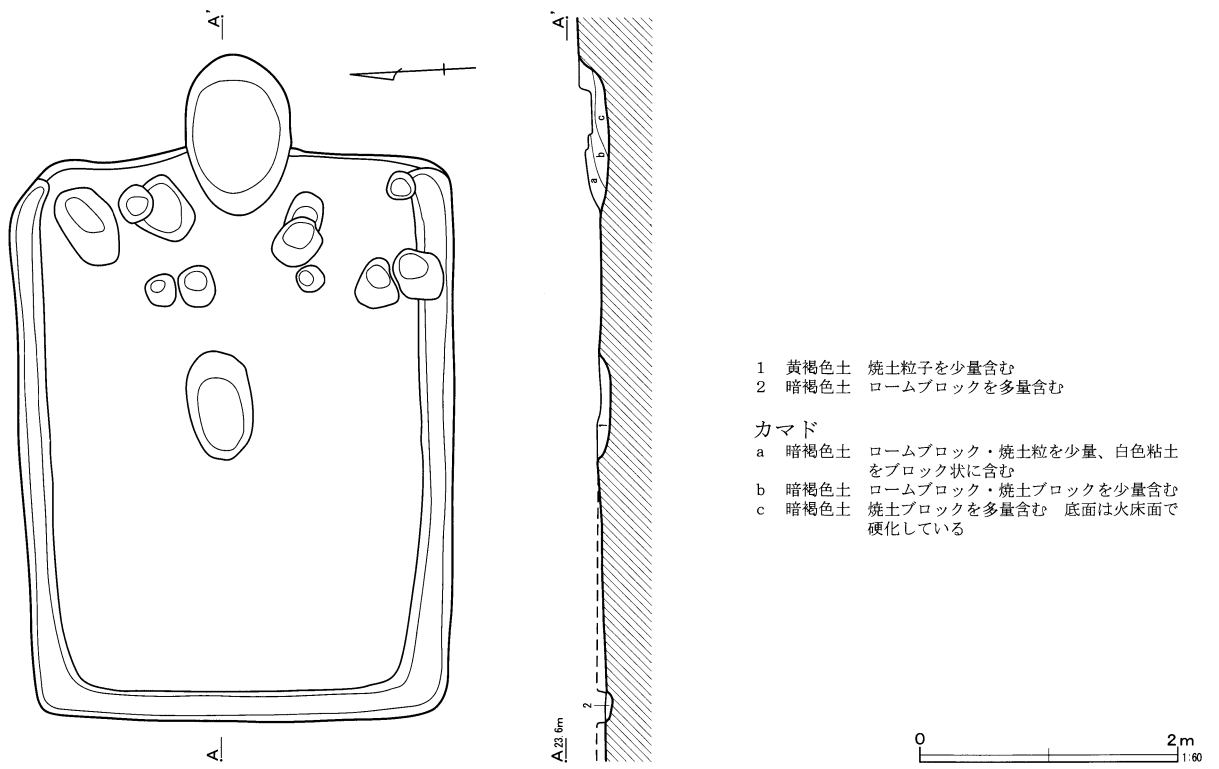 A’
A’
c
b
a
1
2
A
A 23.6m
1 黄褐色土 焼土粒子を少量含む
2 暗褐色土 ロームブロックを多量含む
カマド
a 暗褐色土 ロームブロック・焼土粒を少量、白色粘土
をブロック状に含む
b 暗褐色土 ロームブロック・焼土ブロックを少量含む
c 暗褐色土 焼土ブロックを多量含む 底面は火床面で
硬化している
0 2m
1:60